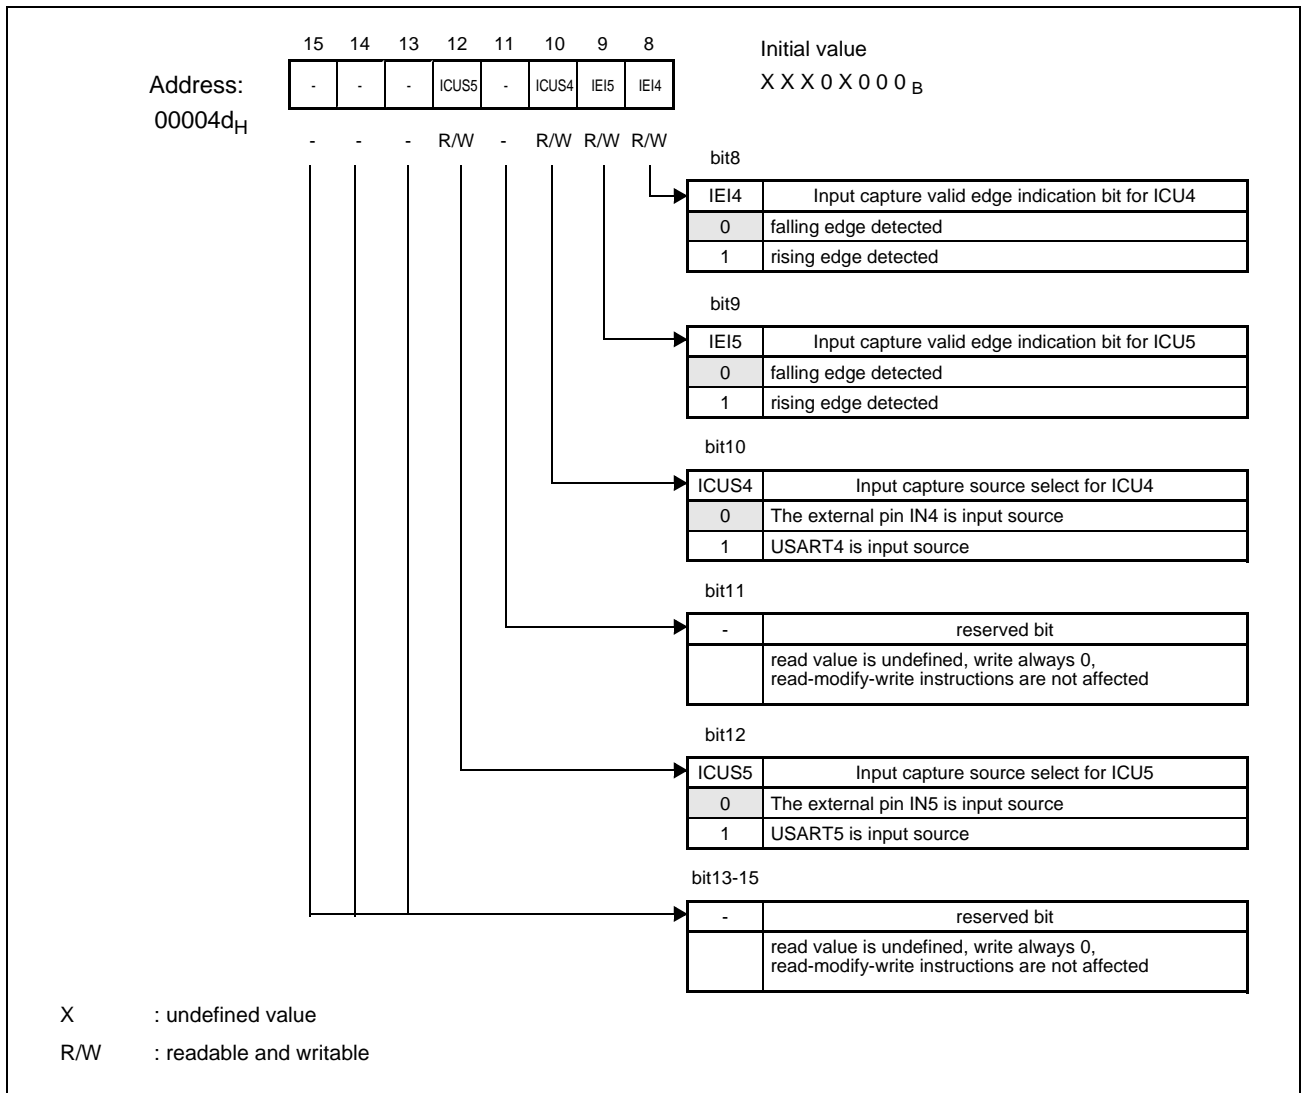 15 14 13 12 11 10 9 8
Initial value
Address:
- - - ICUS5 - ICUS4 IEI5 IEI4
X X X 0 X 0 0 0 B
00004dH
- - - R/W - R/W R/W R/W
bit8
IEI4 Input capture valid edge indication bit for ICU4
0 falling edge detected
1 rising edge detected
bit9
IEI5 Input capture valid edge indication bit for ICU5
0 falling edge detected
1 rising edge detected
bit10
ICUS4 Input capture source select for ICU4
0 The external pin IN4 is input source
1 USART4 is input source
bit11
- reserved bit
read value is undefined, write always 0,
read-modify-write instructions are not affected
bit12
ICUS5 Input capture source select for ICU5
0 The external pin IN5 is input source
1 USART5 is input source
bit13-15
- reserved bit
read value is undefined, write always 0,
read-modify-write instructions are not affected
X : undefined value
R/W : readable and writable